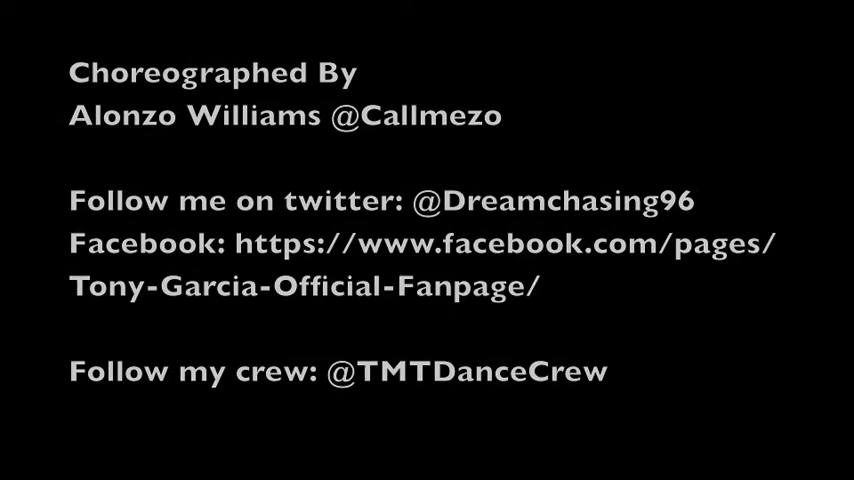 Choreographed By
Alonzo Williams @Callmezo
Follow me on twitter: @Dreamchasing96
Facebook: https://www.facebook.com/pages/
Tony-Garcia-Official-Fanpage/
Follow my crew: @TMTDanceCrew